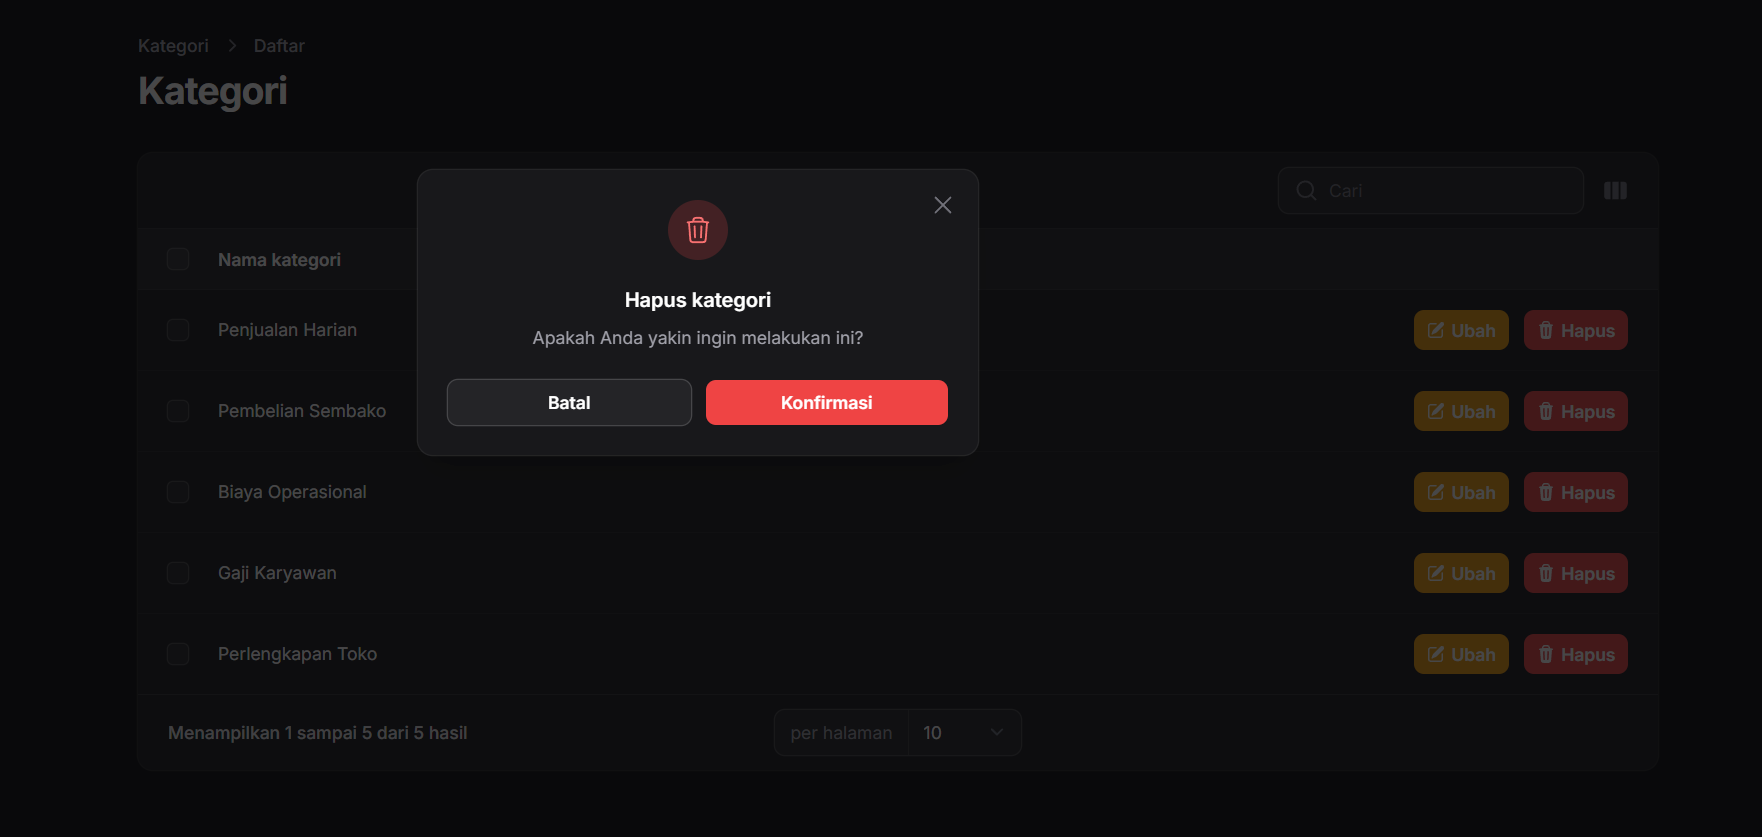 Kategori > Daftar
Kategori
Cari
Hapus kategori
Apakah Anda yakin ingin melakukan ini?
Batal Konfirmasi
Nama kategori
Penjualan Harian Ubah Hapus
Pembelian Sembako Ubah Hapus
Biaya Operasional Ubah Hapus
Gaji Karyawan Ubah Hapus
Perlengkapan Toko Ubah Hapus
Menampilkan 1 sampai 5 dari 5 hasil per halaman 10